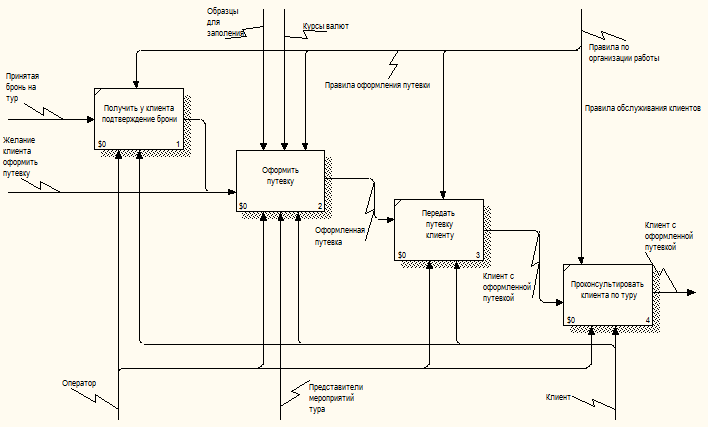 Образцы
для
заполения
Курсы валют
Правила по
организации работы
Принятая
бронь на
тур
Правила оформления путевки
Получить у клиента
подтверждение брони
$0 1
Правила обслуживания клиентов
Желание
клиента
оформить
путевку
Оформить
путевку
$0 2
Передать
путевку
клиенту
$0 3
Оформленная
путевка
Клиент с
оформленной
путевкой
Клиент с
оформленной
путевкой
Проконсультировать
клиента по туру
$0 4
Оператор
Представители
мероприятий
тура
Клиент